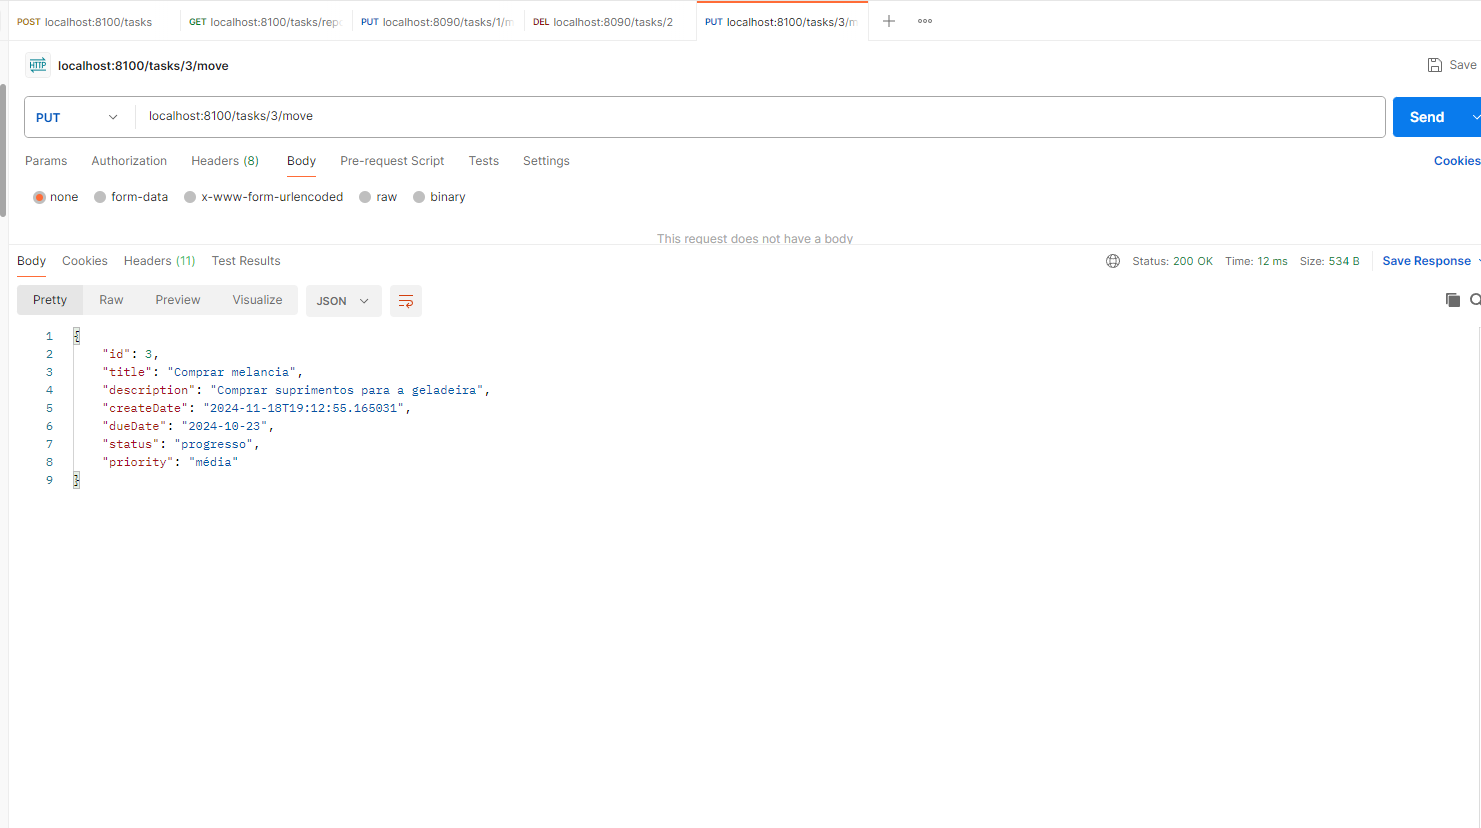 POST localhost:8100/tasks GET localhost:8100/tasks/repo PUT localhost:8090/tasks/1/m DEL localhost:8090/tasks/2 PUT localhost:8100/tasks/3/m
HTTP localhost:8100/tasks/3/move Save
PUT localhost:8100/tasks/3/move Send
Params Authorization Headers (8) Body Pre-request Script Tests Settings Cookies
none form-data x-www-form-urlencoded raw binary
This request does not have a body
Body Cookies Headers (11) Test Results Status: 200 OK Time: 12 ms Size: 534 B Save Response
Pretty Raw Preview Visualize JSON
1 {
2 "id": 3,
3 "title": "Comprar melancia",
4 "description": "Comprar suprimentos para a geladeira",
5 "createDate": "2024-11-18T19:12:55.165031",
6 "dueDate": "2024-10-23",
7 "status": "progresso",
8 "priority": "média"
9 }